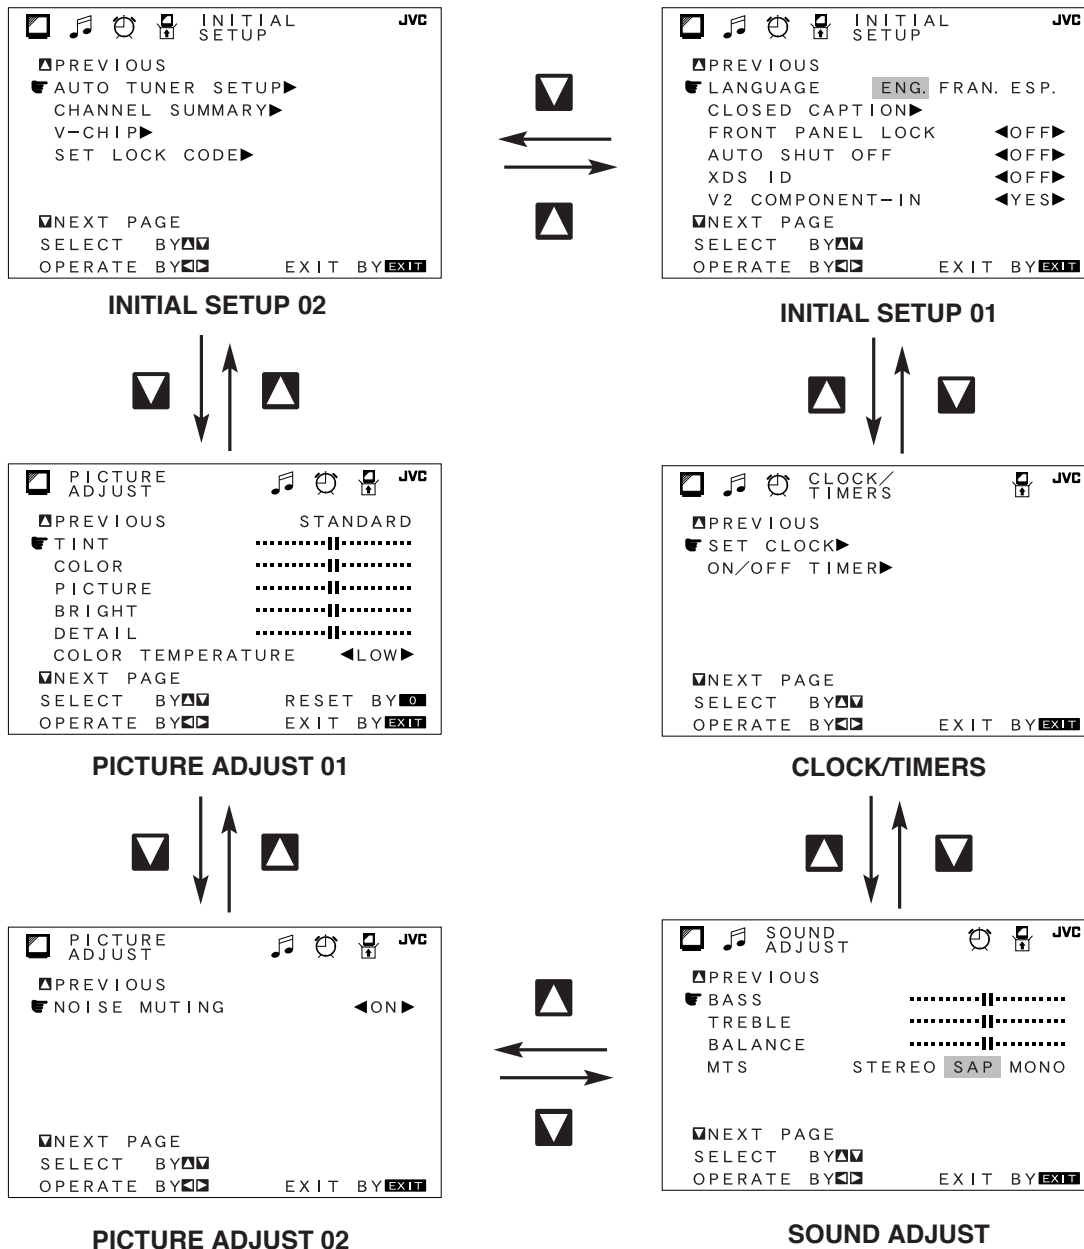 INITIAL SETUP JVC
PREVIOUS
AUTO TUNER SETUP
CHANNEL SUMMARY
V-CHIP
SET LOCK CODE
NEXT PAGE
SELECT BY
OPERATE BY EXIT BY EXIT
INITIAL SETUP 02
INITIAL SETUP JVC
PREVIOUS
LANGUAGE ENG. FRAN. ESP.
CLOSED CAPTION
FRONT PANEL LOCK OFF
AUTO SHUT OFF OFF
XDS ID OFF
V2 COMPONENT-IN YES
NEXT PAGE
SELECT BY
OPERATE BY EXIT BY EXIT
INITIAL SETUP 01
PICTURE ADJUST JVC
PREVIOUS STANDARD
TINT
COLOR
PICTURE
BRIGHT
DETAIL
COLOR TEMPERATURE LOW
NEXT PAGE
SELECT BY RESET BY 0
OPERATE BY EXIT BY EXIT
PICTURE ADJUST 01
CLOCK/ TIMERS JVC
PREVIOUS
SET CLOCK
ON/OFF TIMER
NEXT PAGE
SELECT BY
OPERATE BY EXIT BY EXIT
CLOCK/TIMERS
PICTURE ADJUST JVC
PREVIOUS
NOISE MUTING ON
NEXT PAGE
SELECT BY
OPERATE BY EXIT BY EXIT
PICTURE ADJUST 02
SOUND ADJUST JVC
PREVIOUS
BASS
TREBLE
BALANCE
MTS STEREO SAP MONO
NEXT PAGE
SELECT BY
OPERATE BY EXIT BY EXIT
SOUND ADJUST